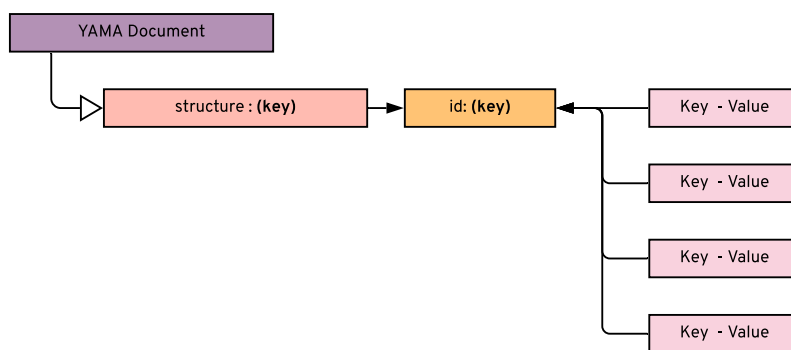 YAMA Document
structure : (key)
id: (key)
Key - Value
Key - Value
Key - Value
Key - Value